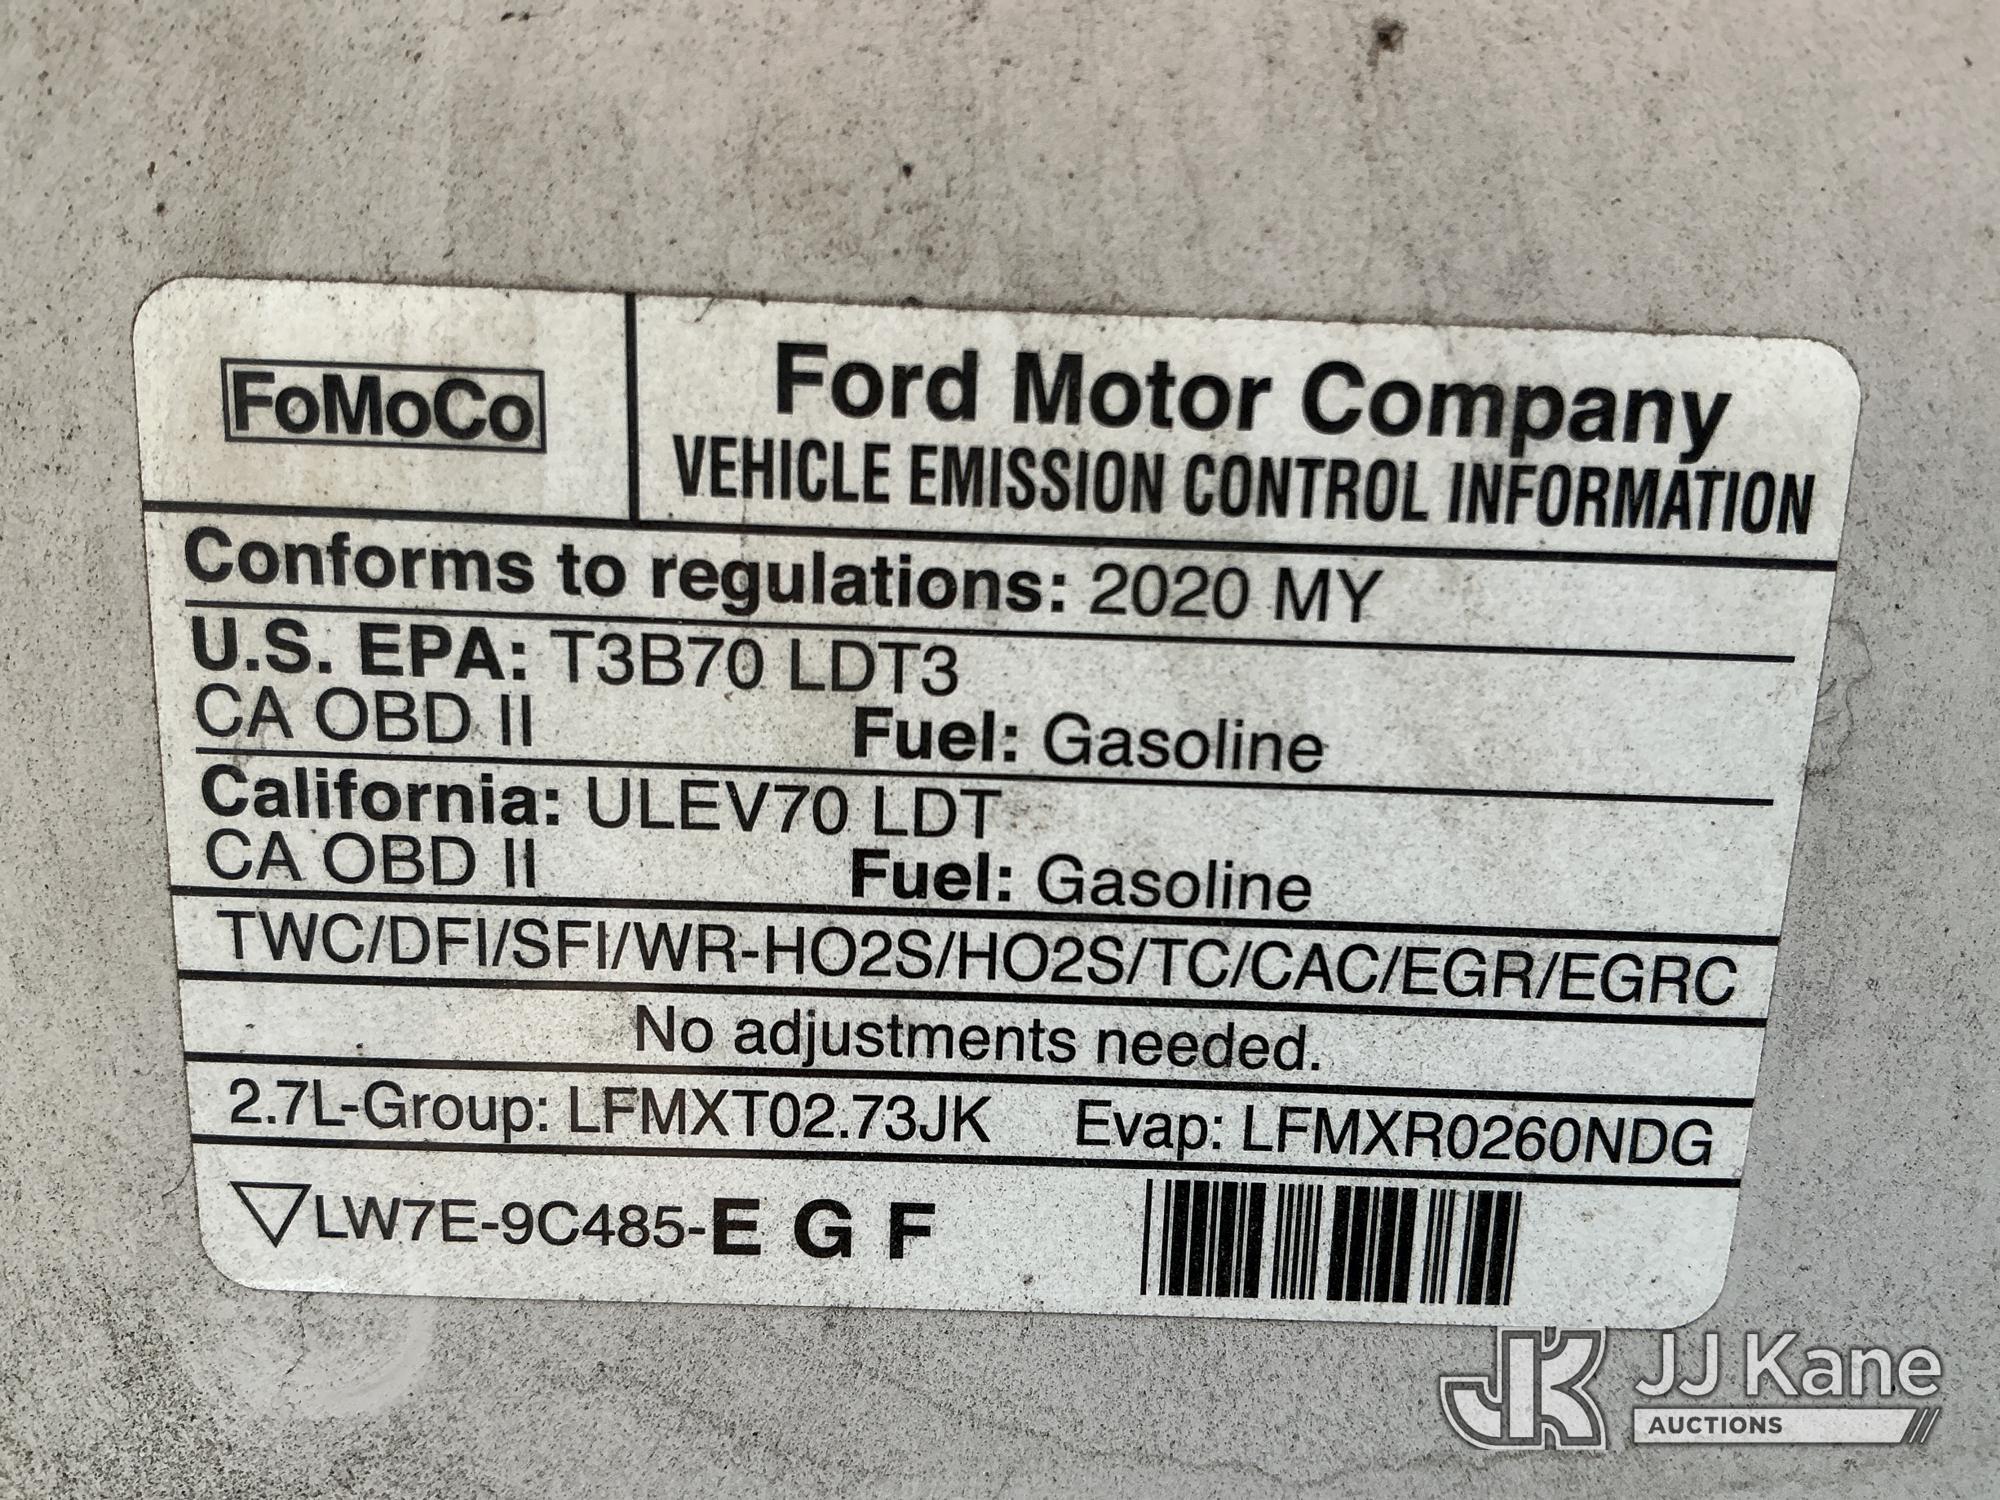 FoMoCo
Ford Motor Company
VEHICLE EMISSION CONTROL INFORMATION
Conforms to regulations: 2020 MY
U.S. EPA: T3B70 LDT3
CA OBD II Fuel: Gasoline
California: ULEV70 LDT
CA OBD II Fuel: Gasoline
TWC/DFI/SFI/WR-HO2S/HO2S/TC/CAC/EGR/EGRC
No adjustments needed.
2.7L-Group: LFMXT02.73JK Evap: LFMXR0260NDG
LW7E-9C485-E G F
JK JJ Kane
AUCTIONS